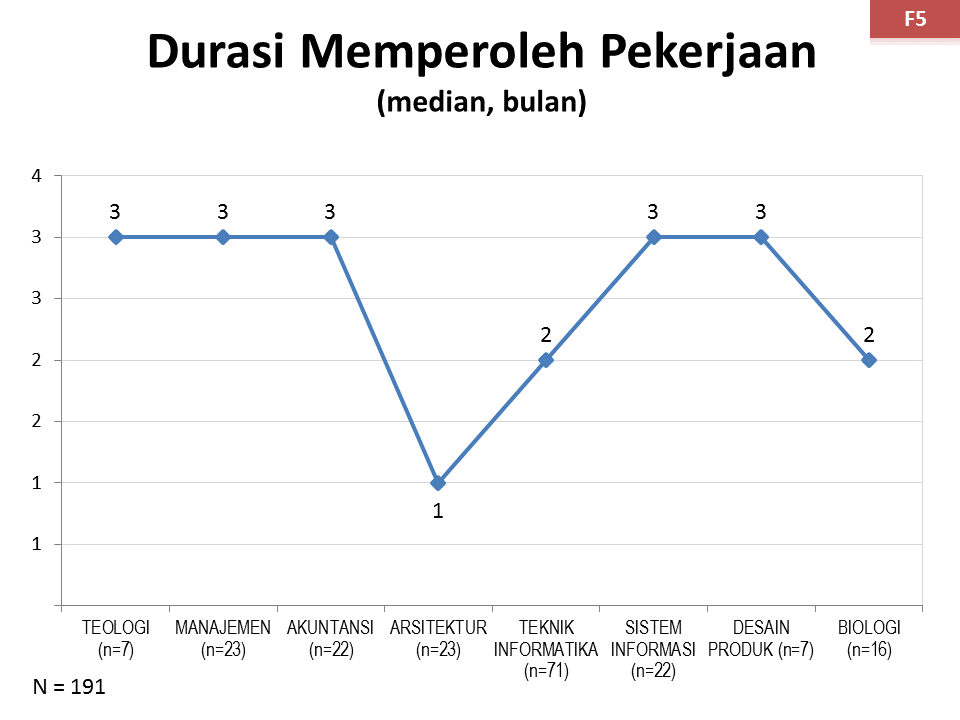 F5
Durasi Memperoleh Pekerjaan
(median, bulan)
4
3
3
2
2
1
1
3
3
3
1
2
3
3
2
TEOLOGI
(n=7)
MANAJEMEN
(n=23)
AKUNTANSI
(n=22)
ARSITEKTUR
(n=23)
TEKNIK
INFORMATIKA
(n=71)
SISTEM
INFORMASI
(n=22)
DESAIN
PRODUK (n=7)
BIOLOGI
(n=16)
N = 191